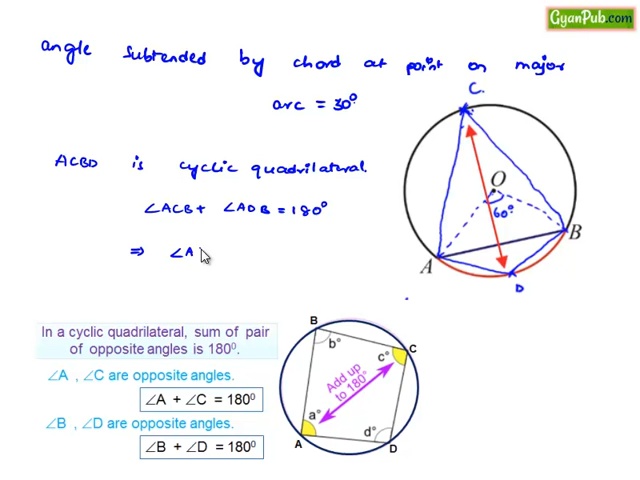 GyanPub.com
angle subtended by chord at point on major
arc = 30°
C.
ACBD is cyclic quadrilateral.
O
60°
∠ACB + ∠ADB = 180°
B
A
⇒ ∠A
D
In a cyclic quadrilateral, sum of pair
of opposite angles is 180⁰.
∠A , ∠C are opposite angles.
∠A + ∠C = 180⁰
∠B , ∠D are opposite angles.
∠B + ∠D = 180⁰
B
b°
c°
C
Add up
to 180°
a°
d°
A
D